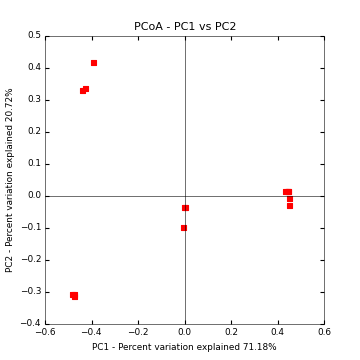 PCoA - PC1 vs PC2
0.5
0.4
0.3
0.2
0.1
0.0
−0.1
−0.2
−0.3
−0.4
−0.6 −0.4 −0.2 0.0 0.2 0.4 0.6
PC2 - Percent variation explained 20.72%
PC1 - Percent variation explained 71.18%